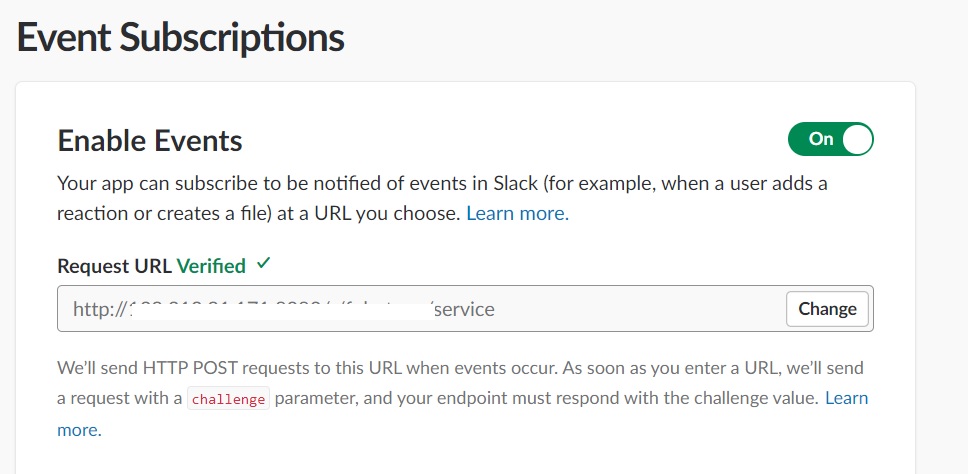 Event Subscriptions
Enable Events
On
Your app can subscribe to be notified of events in Slack (for example, when a user adds a
reaction or creates a file) at a URL you choose. Learn more.
Request URL Verified ✓
http:// /service
Change
We'll send HTTP POST requests to this URL when events occur. As soon as you enter a URL, we'll send
a request with a challenge parameter, and your endpoint must respond with the challenge value. Learn
more.